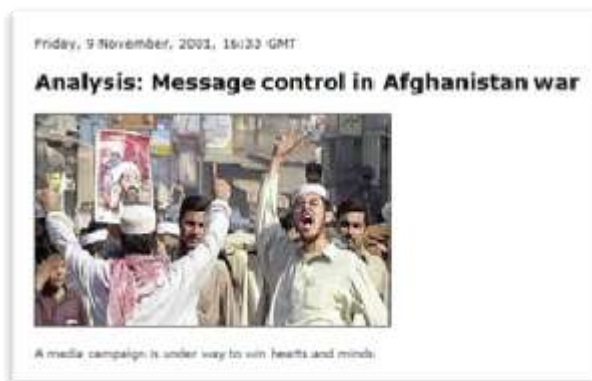 Friday, 9 November, 2001, 16:33 GMT
Analysis: Message control in Afghanistan war
A media campaign is under way to win hearts and minds